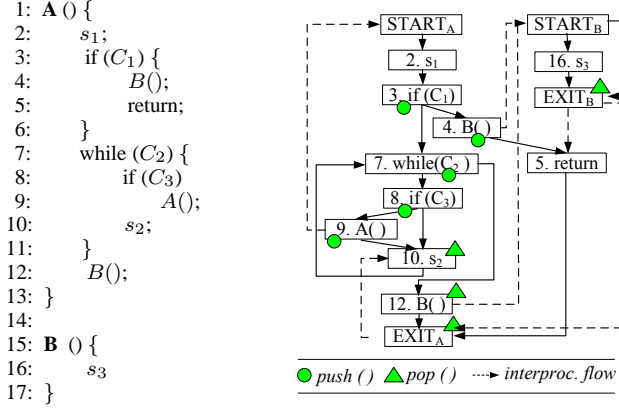 1: A () {
2: s1;
3: if (C1) {
4: B();
5: return;
6: }
7: while (C2) {
8: if (C3)
9: A();
10: s2;
11: }
12: B();
13: }
14:
15: B () {
16: s3
17: }
STARTA
STARTB
2. s1
16. s3
3. if (C1)
EXITB
4. B( )
7. while(C2 )
5. return
8. if (C3)
9. A( )
10. s2
12. B()
EXITA
push ( ) pop ( ) interproc. flow